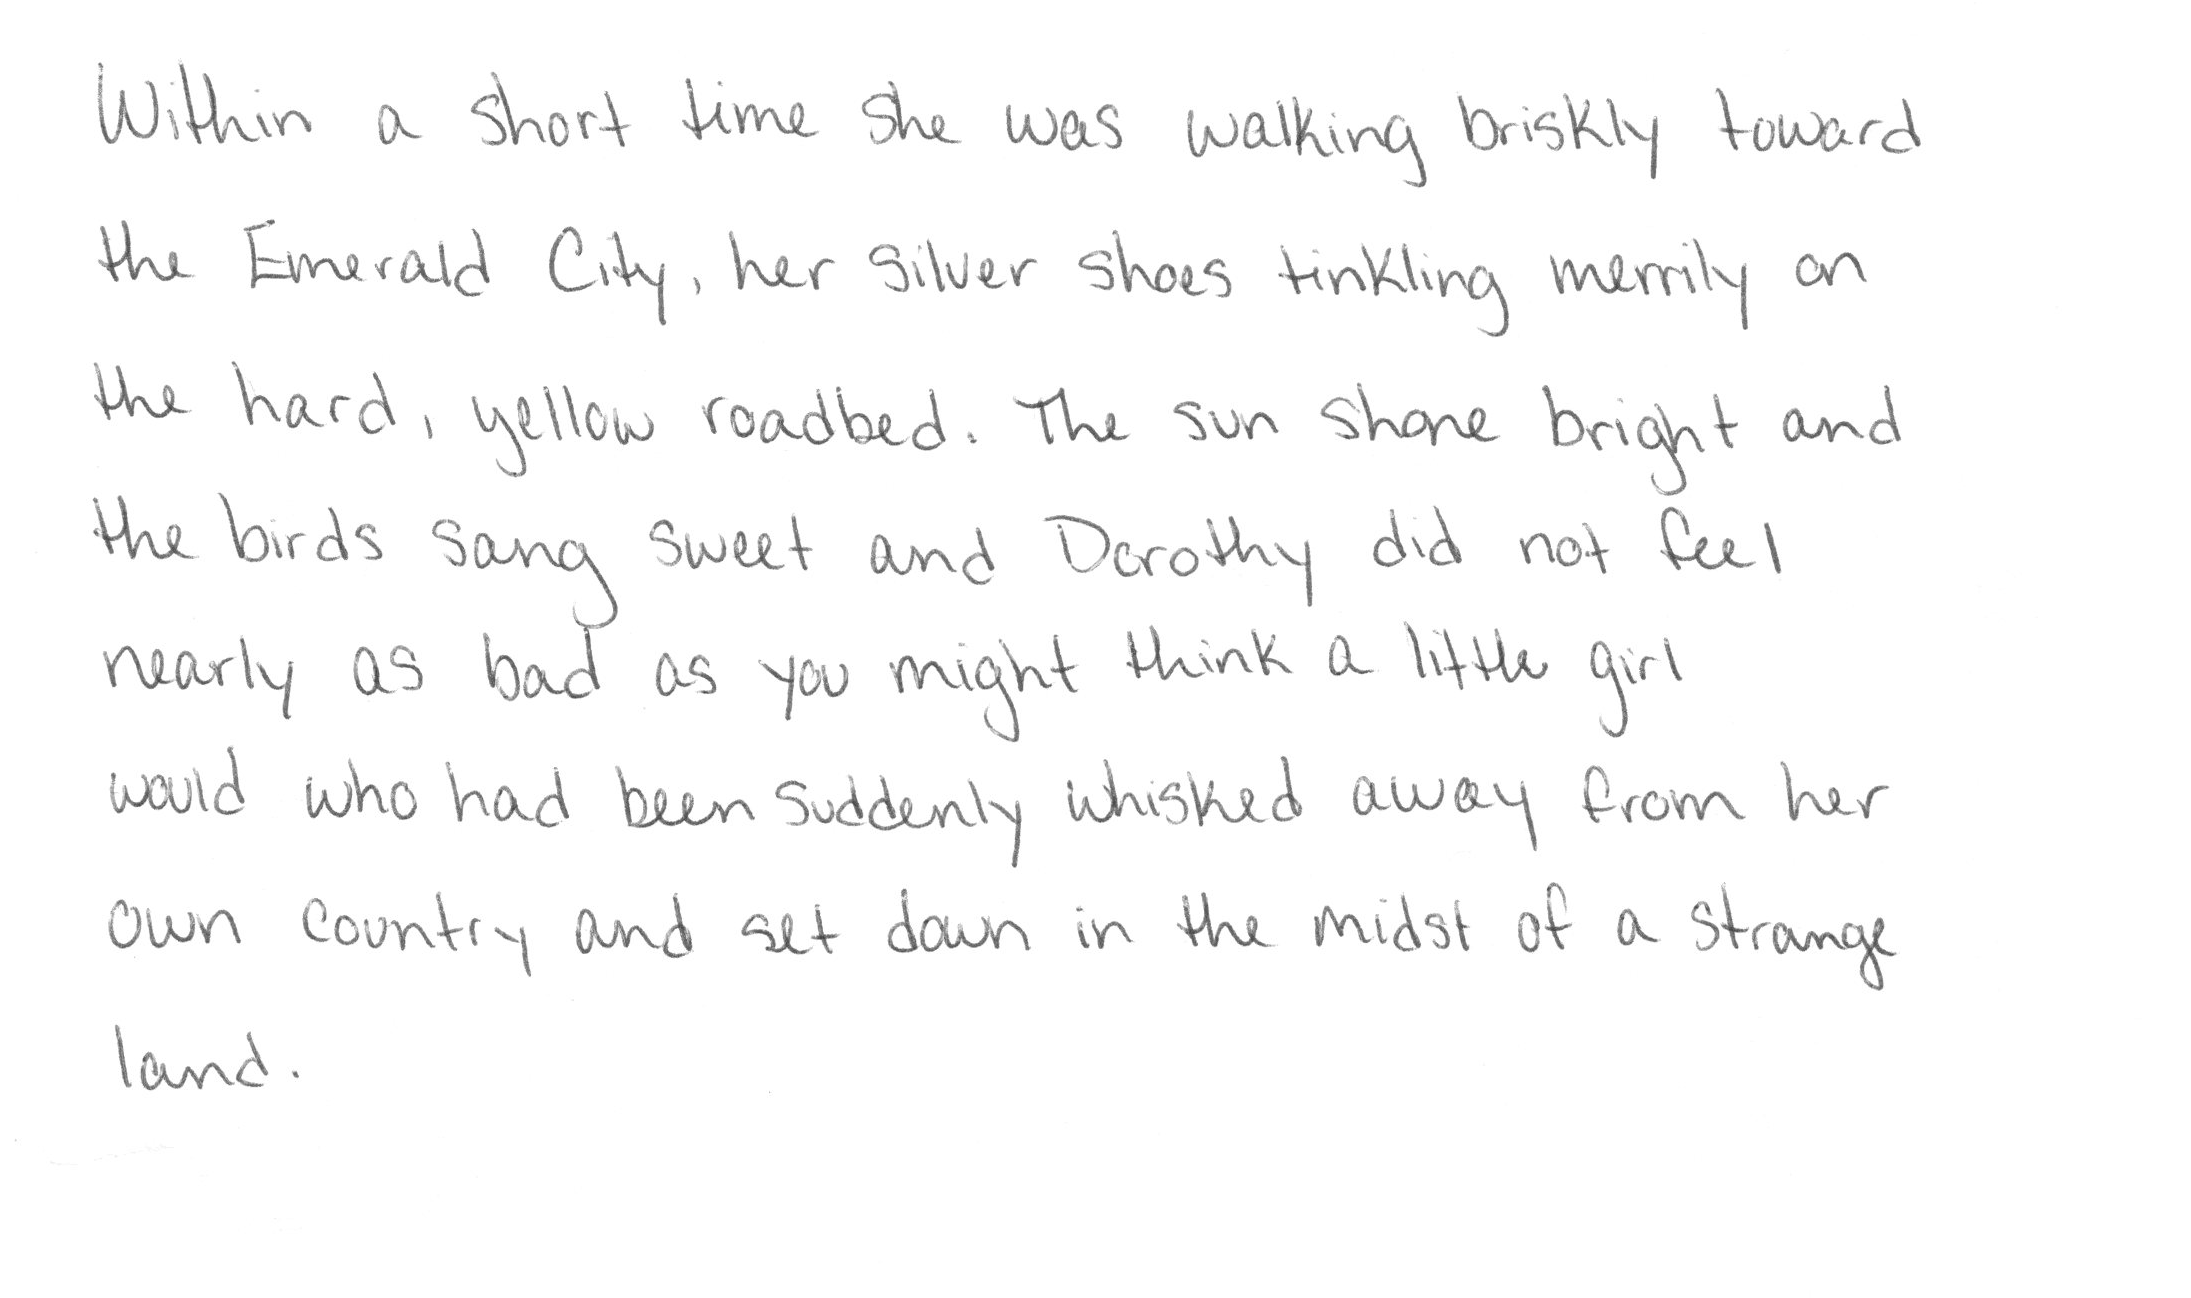 Within a short time she was walking briskly toward
the Emerald City, her silver shoes tinkling merrily on
the hard, yellow roadbed. The sun shone bright and
the birds sang sweet and Dorothy did not feel
nearly as bad as you might think a little girl
would who had been suddenly whisked away from her
own country and set down in the midst of a strange
land.